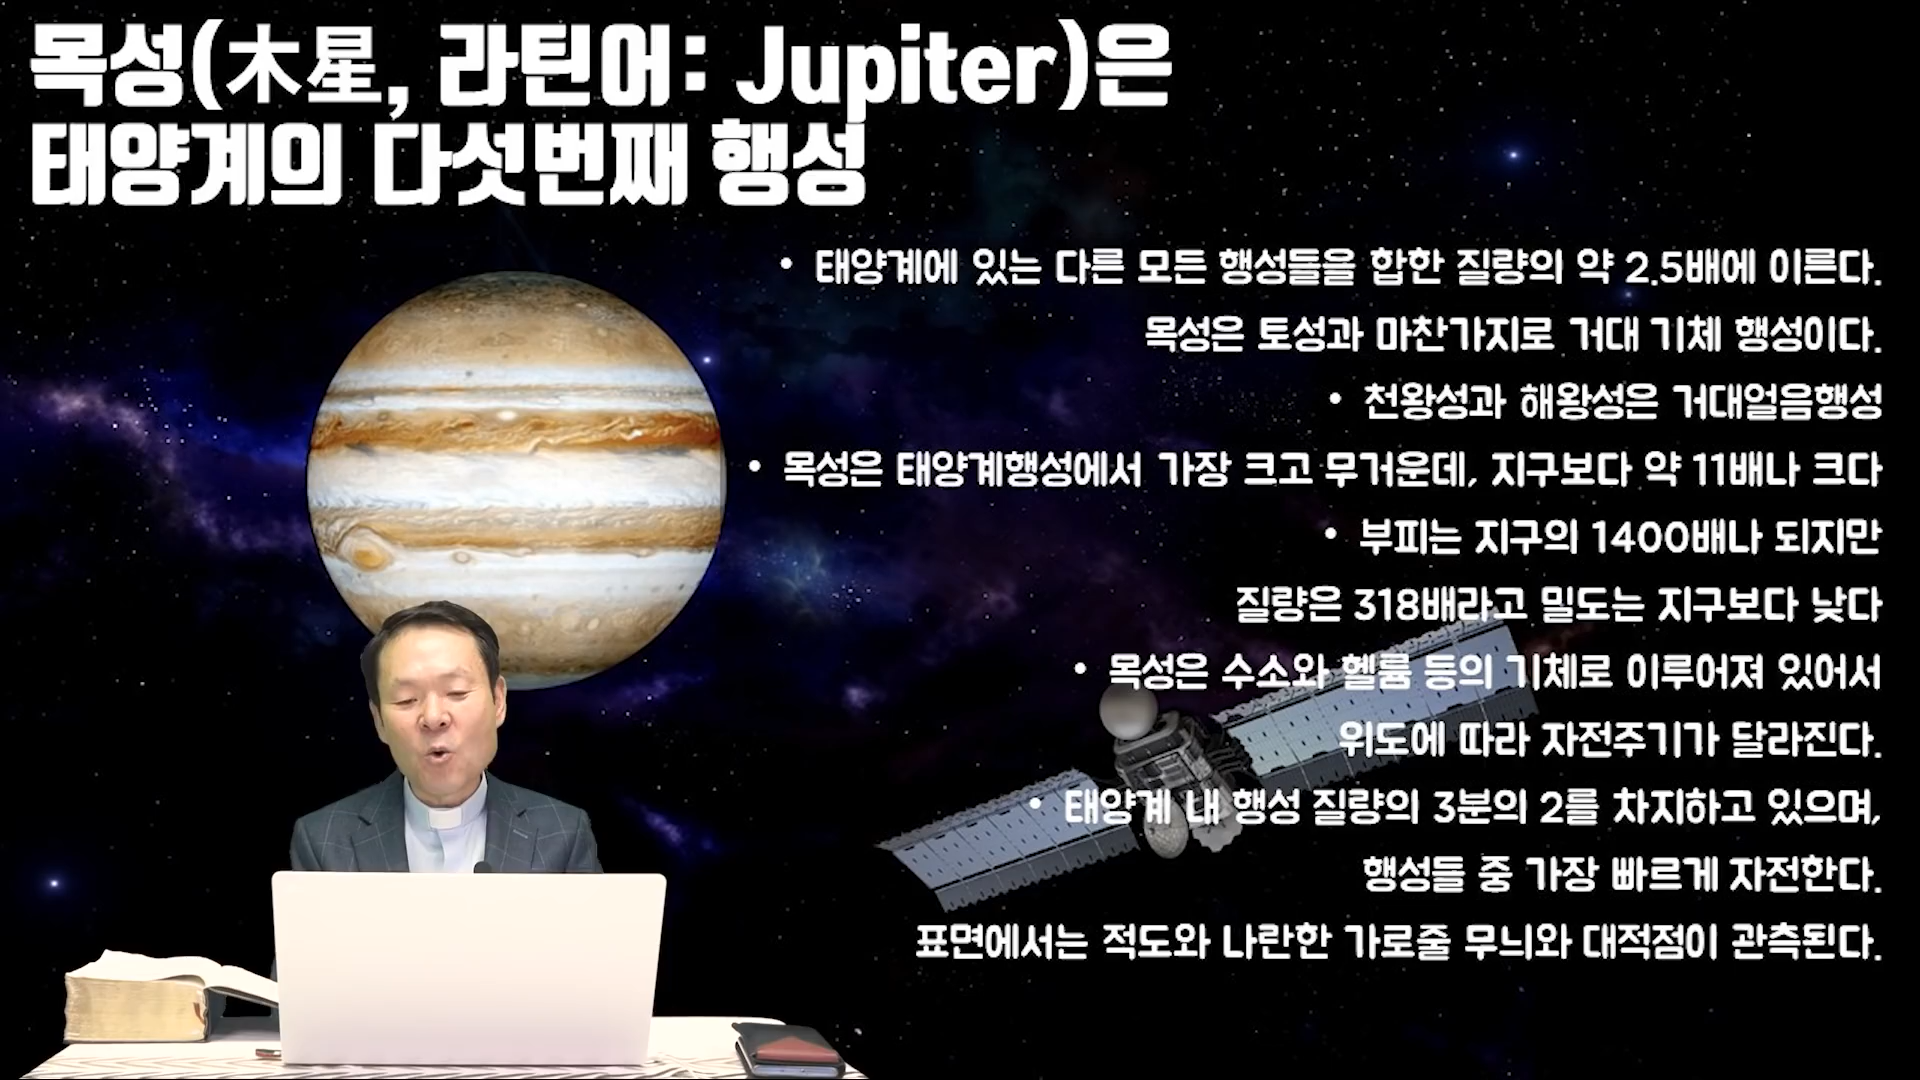 목성(木星, 라틴어: Jupiter)은
태양계의 다섯번째 행성
• 태양계에 있는 다른 모든 행성들을 합한 질량의 약 2.5배에 이른다.
목성은 토성과 마찬가지로 거대 기체 행성이다.
• 천왕성과 해왕성은 거대얼음행성
• 목성은 태양계행성에서 가장 크고 무거운데, 지구보다 약 11배나 크다
• 부피는 지구의 1400배나 되지만
질량은 318배라고 밀도는 지구보다 낮다
• 목성은 수소와 헬륨 등의 기체로 이루어져 있어서
위도에 따라 자전주기가 달라진다.
• 태양계 내 행성 질량의 3분의 2를 차지하고 있으며,
행성들 중 가장 빠르게 자전한다.
표면에서는 적도와 나란한 가로줄 무늬와 대적점이 관측된다.